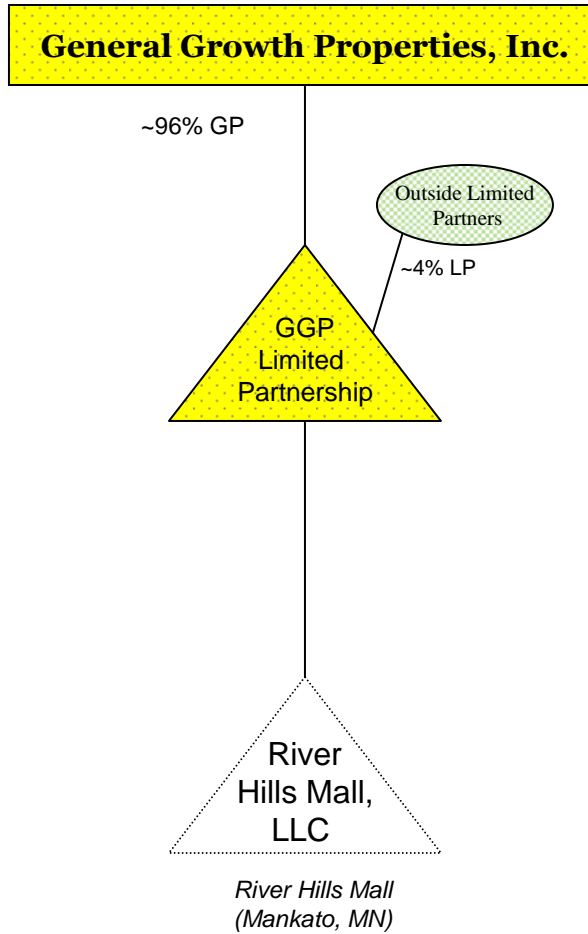 General Growth Properties, Inc.
~96% GP
Outside Limited
Partners
~4% LP
GGP
Limited
Partnership
River
Hills Mall,
LLC
River Hills Mall
(Mankato, MN)